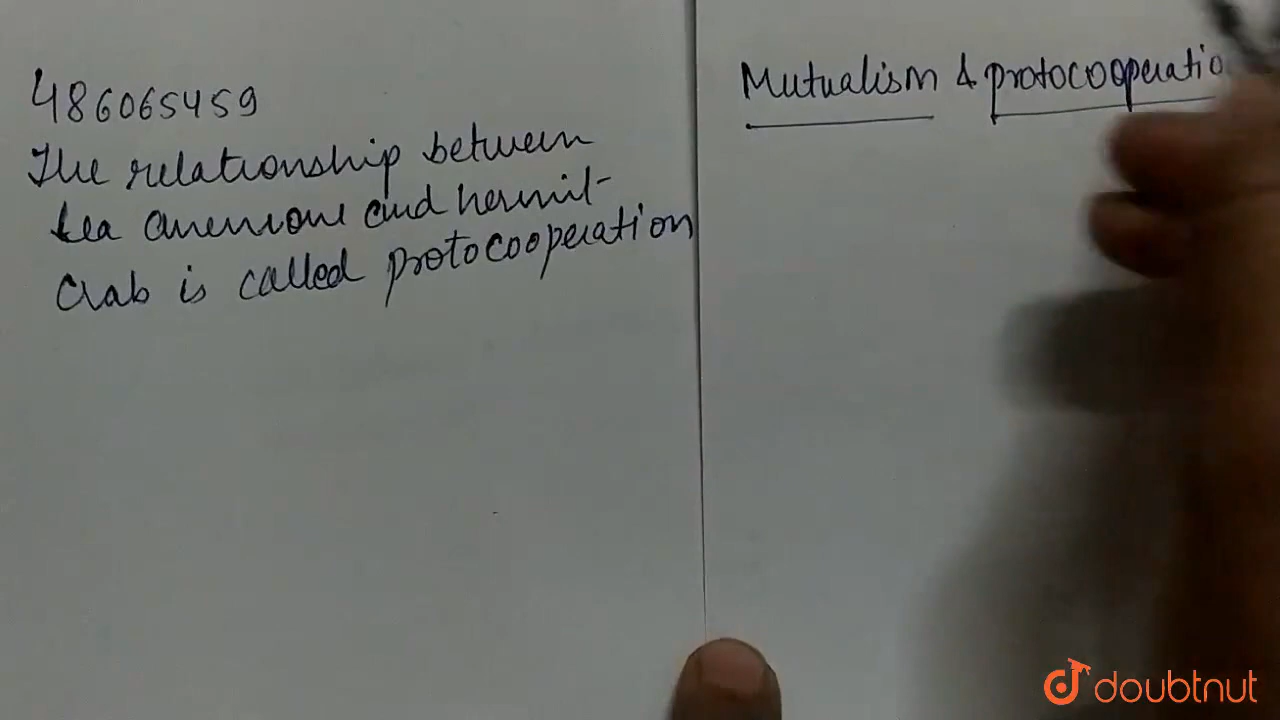 486065459
The relationship between
sea anemone and hermit-
Crab is called protocooperation
Mutualism & protocooperatio
doubtnut